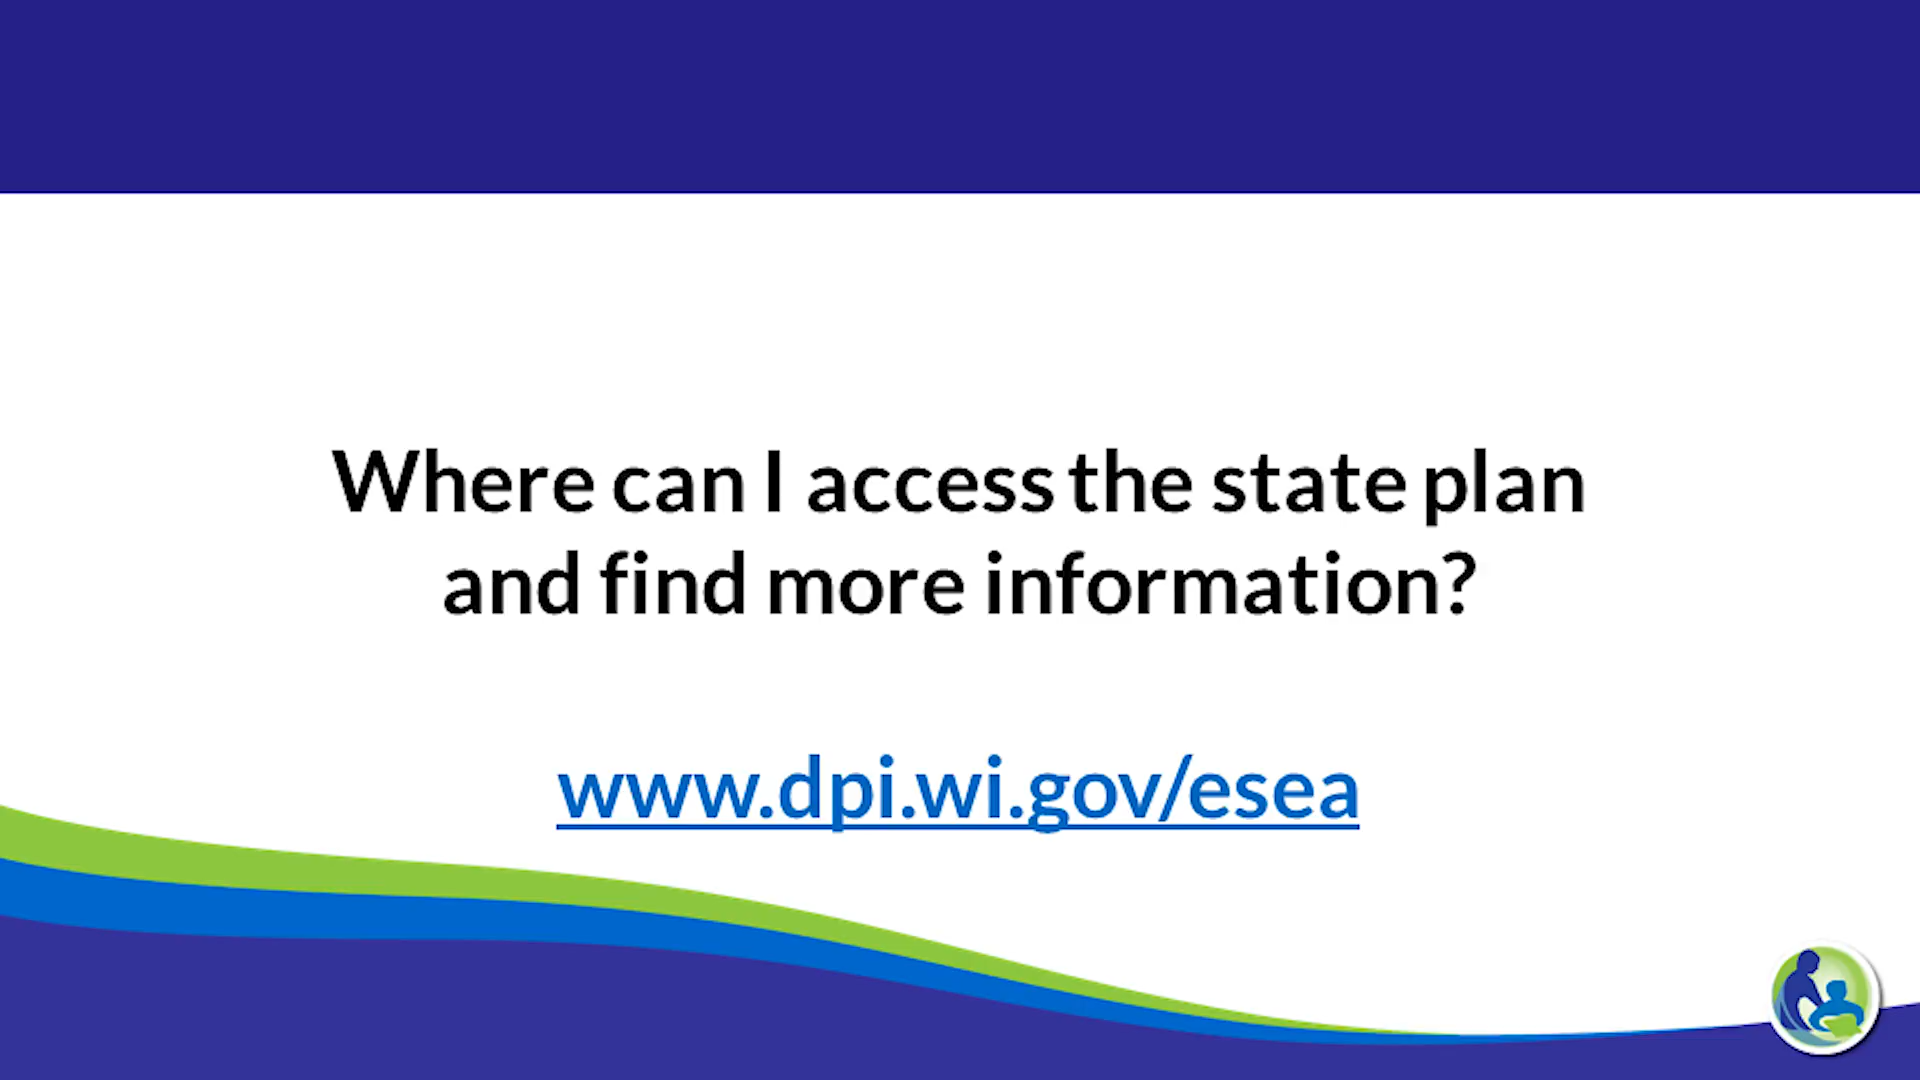 Where can I access the state plan
and find more information?
www.dpi.wi.gov/esea